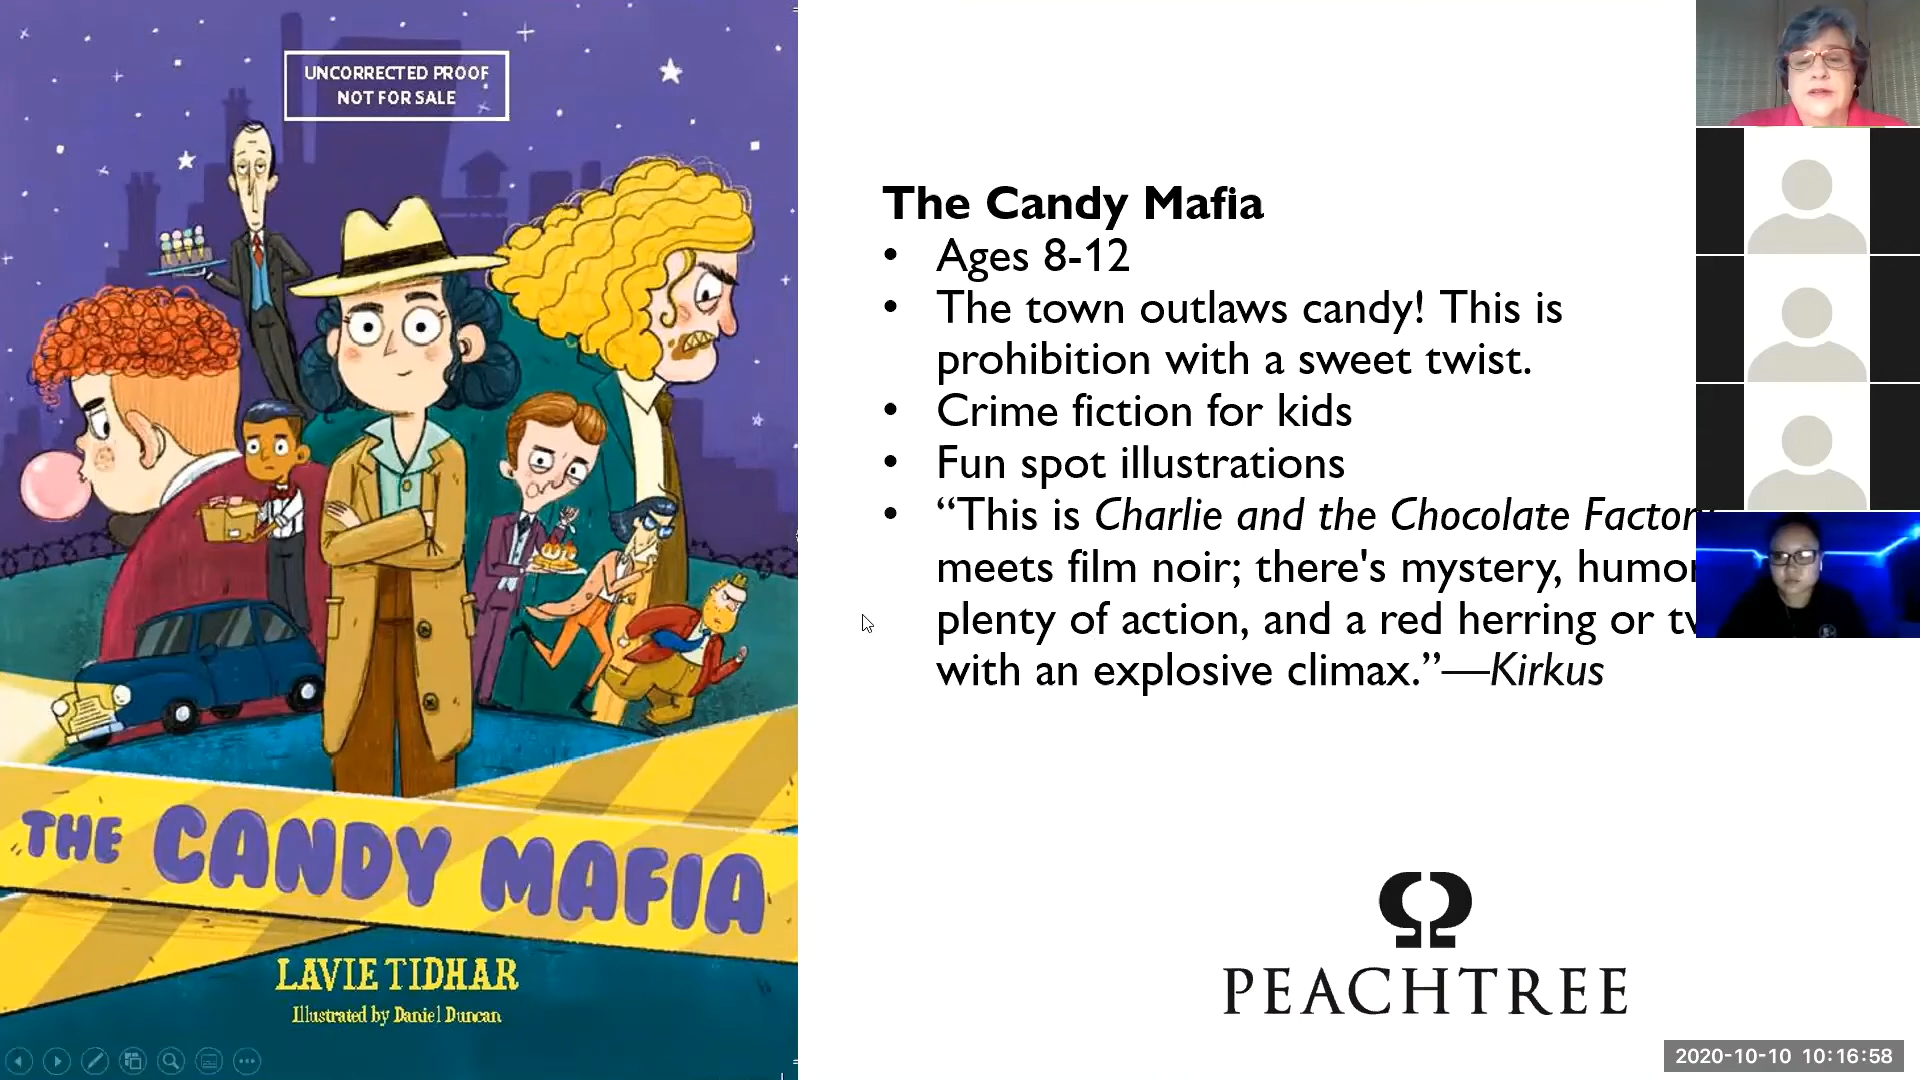 UNCORRECTED PROOF
NOT FOR SALE
THE CANDY MAFIA
LAVIE TIDHAR
Illustrated by Daniel Duncan
The Candy Mafia
• Ages 8-12
• The town outlaws candy! This is
prohibition with a sweet twist.
• Crime fiction for kids
• Fun spot illustrations
• “This is Charlie and the Chocolate Factory
meets film noir; there's mystery, humor
plenty of action, and a red herring or
with an explosive climax.”—Kirkus
PEACHTREE
2020-10-10 10:16:58